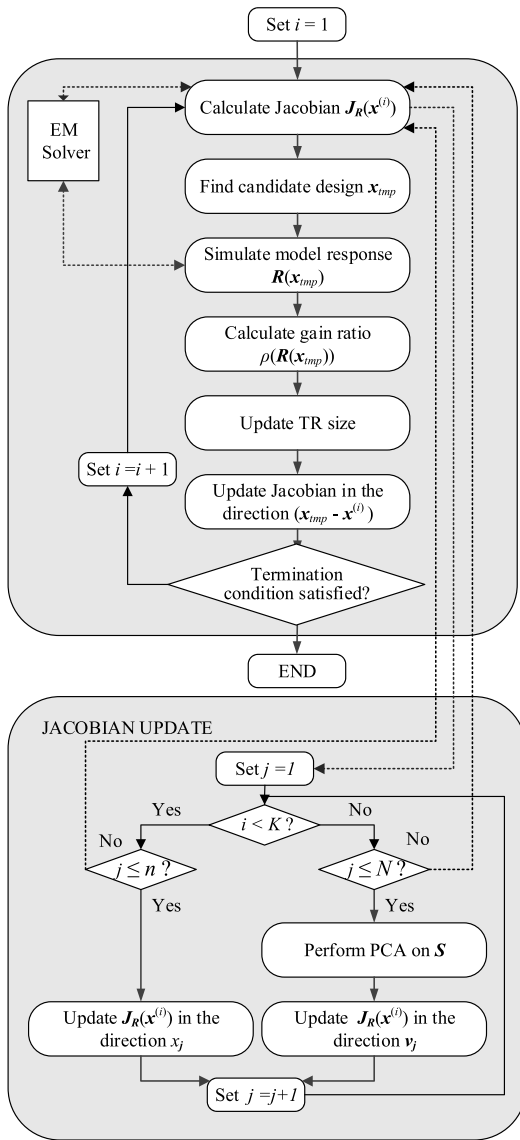 Set i = 1
Calculate Jacobian J_R(x^(i))
EM
Solver
Find candidate design x_tmp
Simulate model response
R(x_tmp)
Calculate gain ratio
ρ(R(x_tmp))
Update TR size
Set i =i + 1
Update Jacobian in the
direction (x_tmp - x^(i) )
Termination
condition satisfied?
END
JACOBIAN UPDATE
Set j =1
Yes
i < K ?
No
No
j ≤ n ?
j ≤ N ?
No
Yes
Yes
Perform PCA on S
Update J_R(x^(i)) in the
direction x_j
Update J_R(x^(i)) in the
direction v_j
Set j =j+1